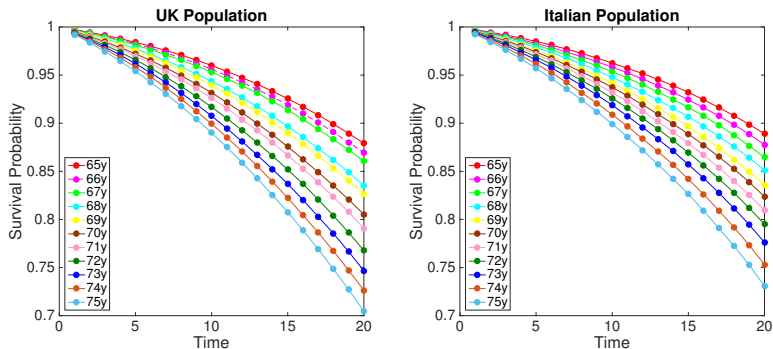 UK Population
1
0.95
0.9
0.85
0.8
0.75
0.7
Survival Probability
65y
66y
67y
68y
69y
70y
71y
72y
73y
74y
75y
0 5 10 15 20
Time
Italian Population
1
0.95
0.9
0.85
0.8
0.75
0.7
Survival Probability
65y
66y
67y
68y
69y
70y
71y
72y
73y
74y
75y
0 5 10 15 20
Time